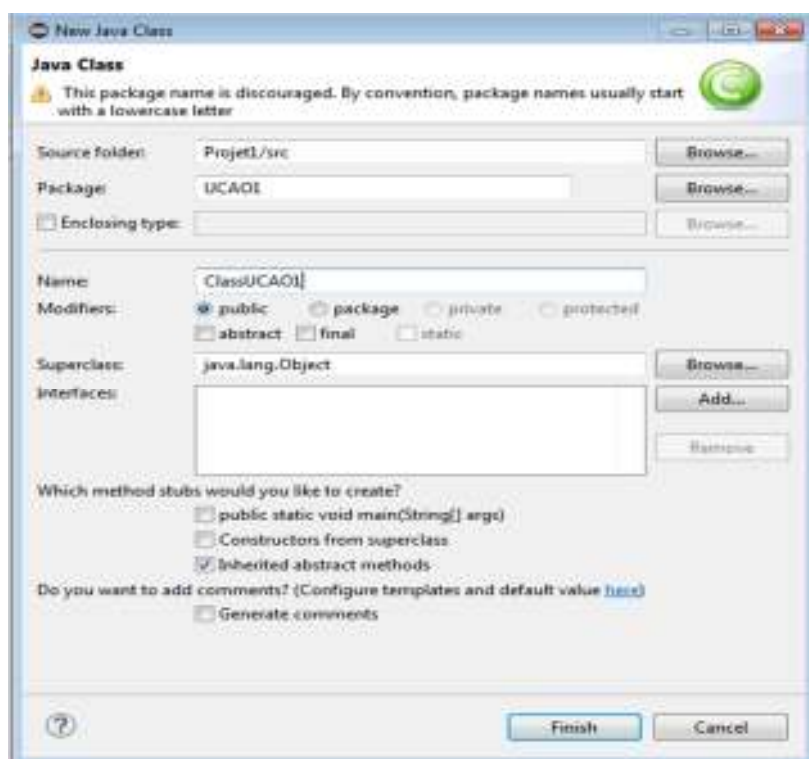 New Java Class
Java Class
This package name is discouraged. By convention, package names usually start
with a lowercase letter
Source folder: Projet1/src Browse...
Package: UCAO1 Browse...
Enclosing type: Browse...
Name: ClassUCAO1
Modifiers: public package private protected
abstract final static
Superclass: java.lang.Object Browse...
Interfaces: Add...
Remove
Which method stubs would you like to create?
public static void main(String[] args)
Constructors from superclass
Inherited abstract methods
Do you want to add comments? (Configure templates and default value here)
Generate comments
? Finish Cancel